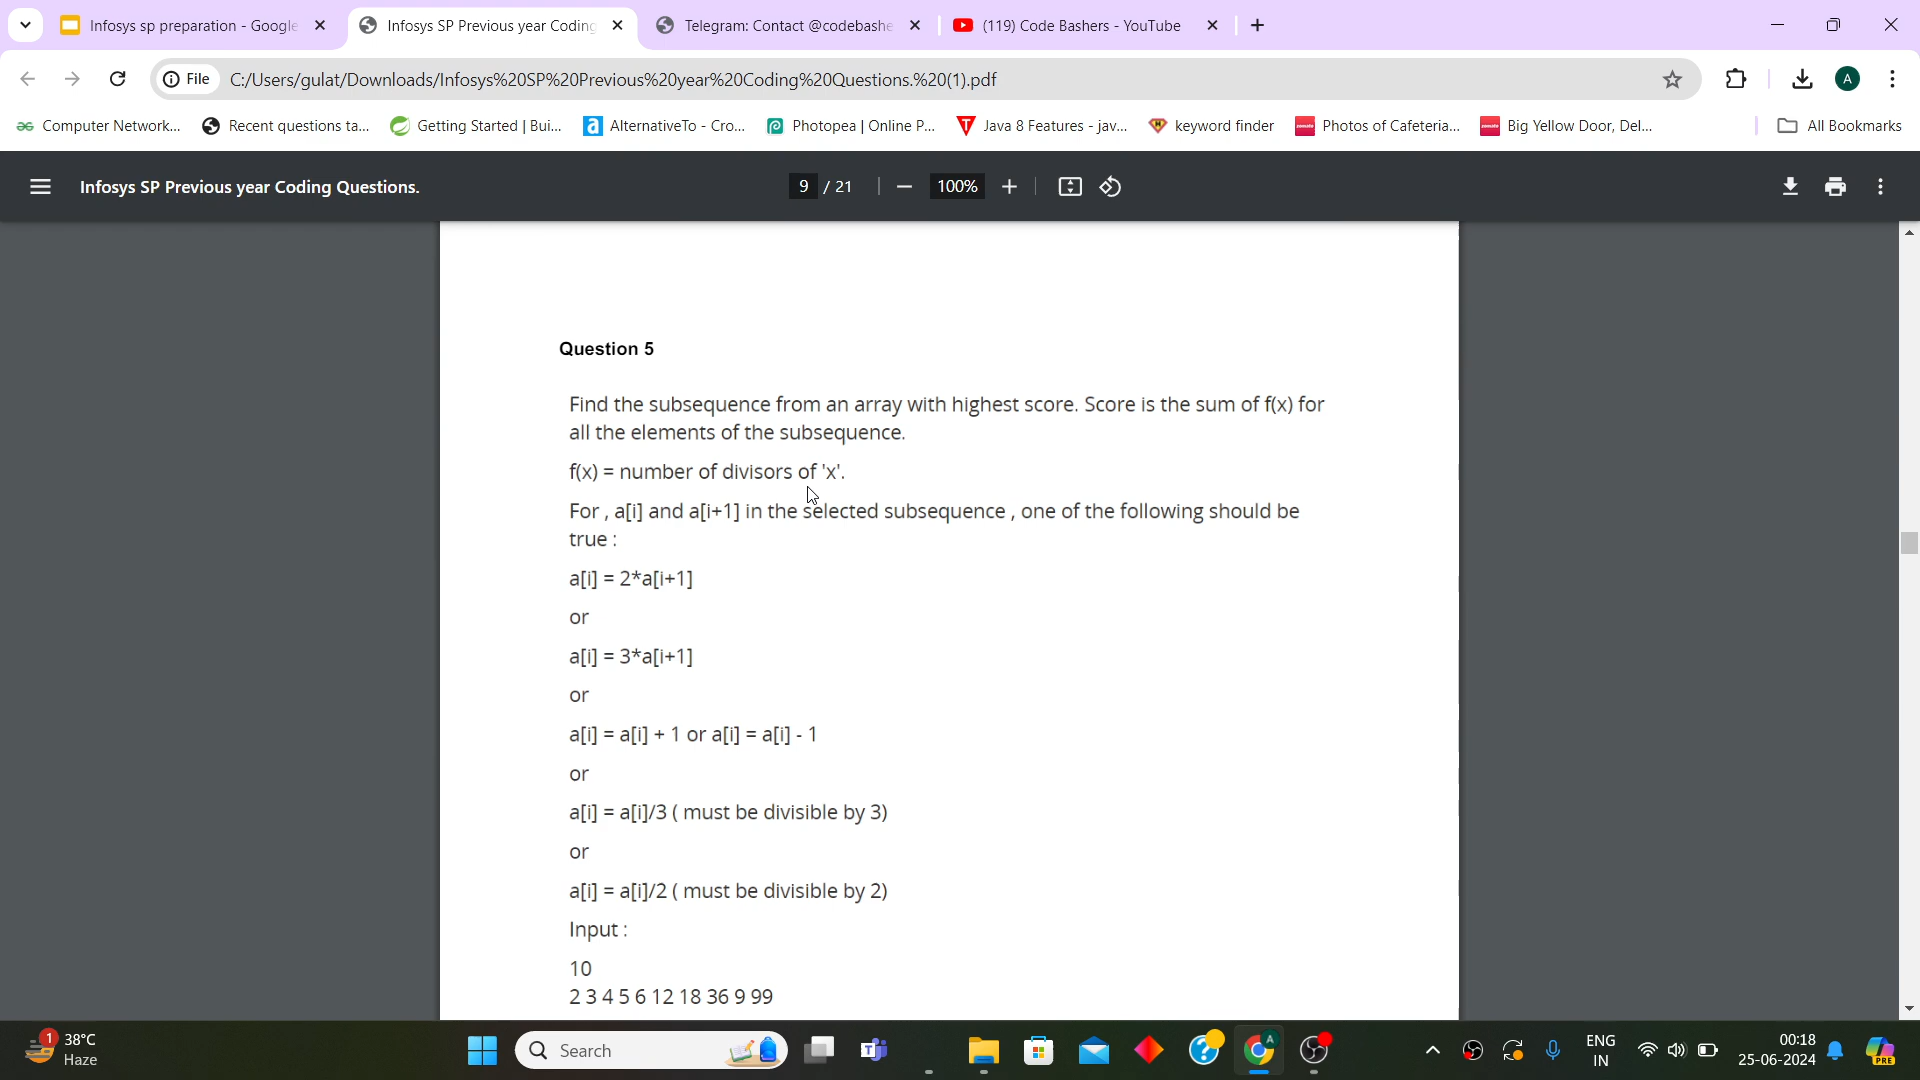 Infosys sp preparation - Google
Infosys SP Previous year Coding
Telegram: Contact @codebashe
(119) Code Bashers - YouTube
File
C:/Users/gulat/Downloads/Infosys%20SP%20Previous%20year%20Coding%20Questions.%20(1).pdf
A
Computer Network...
Recent questions ta...
Getting Started | Bui...
AlternativeTo - Cro...
Photopea | Online P...
Java 8 Features - jav...
keyword finder
Photos of Cafeteria...
Big Yellow Door, Del...
All Bookmarks
Infosys SP Previous year Coding Questions.
9 / 21
100%
Question 5
Find the subsequence from an array with highest score. Score is the sum of f(x) for
all the elements of the subsequence.
f(x) = number of divisors of 'x'.
For , a[i] and a[i+1] in the selected subsequence , one of the following should be
true :
a[i] = 2*a[i+1]
or
a[i] = 3*a[i+1]
or
a[i] = a[i] + 1 or a[i] = a[i] - 1
or
a[i] = a[i]/3 ( must be divisible by 3)
or
a[i] = a[i]/2 ( must be divisible by 2)
Input :
10
2 3 4 5 6 12 18 36 9 99
1
38°C
Haze
Search
ENG
IN
00:18
25-06-2024
PRE